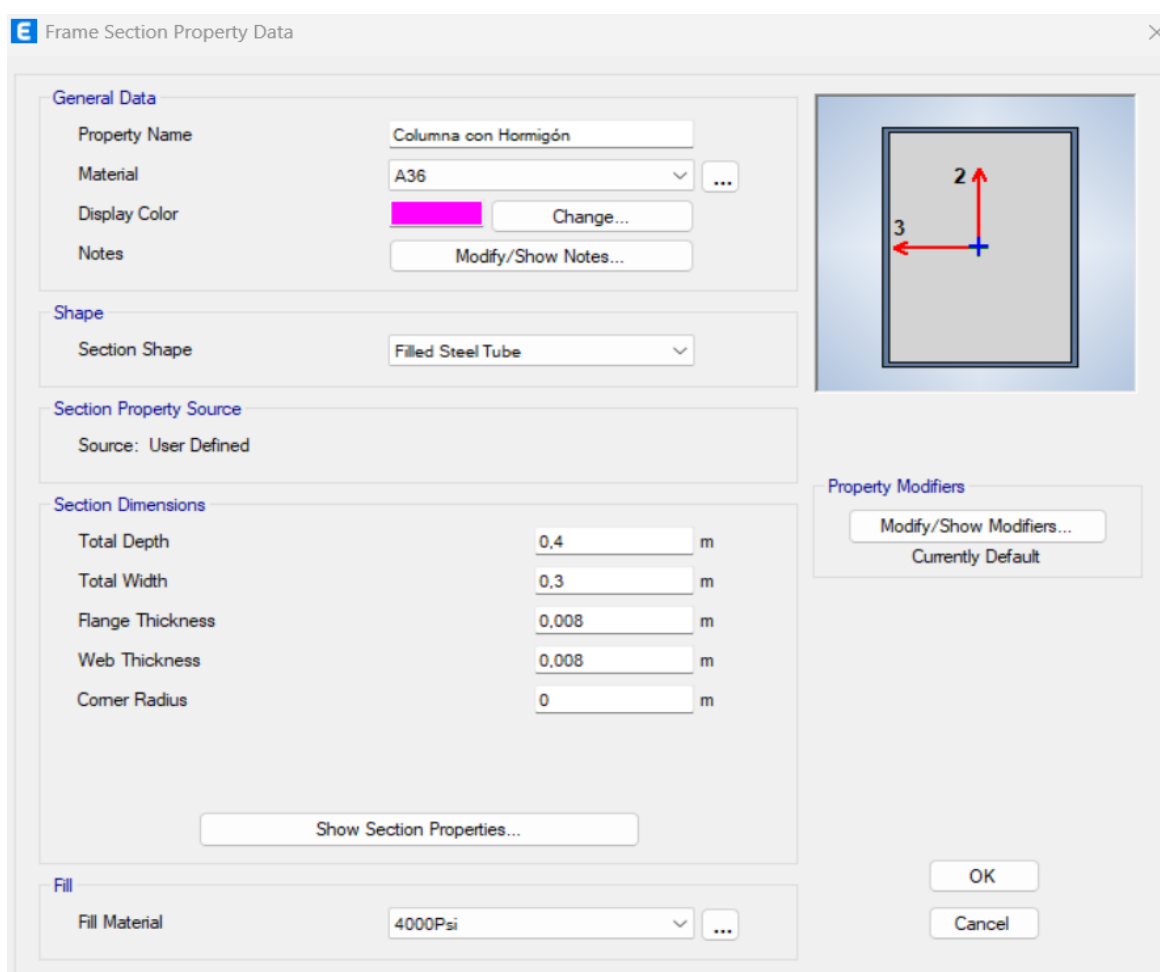 E Frame Section Property Data
General Data
Property Name Columna con Hormigón
Material A36 ...
Display Color Change...
Notes Modify/Show Notes...
2
3
Shape
Section Shape Filled Steel Tube
Section Property Source
Source: User Defined
Property Modifiers
Modify/Show Modifiers...
Currently Default
Section Dimensions
Total Depth 0,4 m
Total Width 0,3 m
Flange Thickness 0,008 m
Web Thickness 0,008 m
Corner Radius 0 m
Show Section Properties...
Fill
Fill Material 4000Psi ...
OK
Cancel